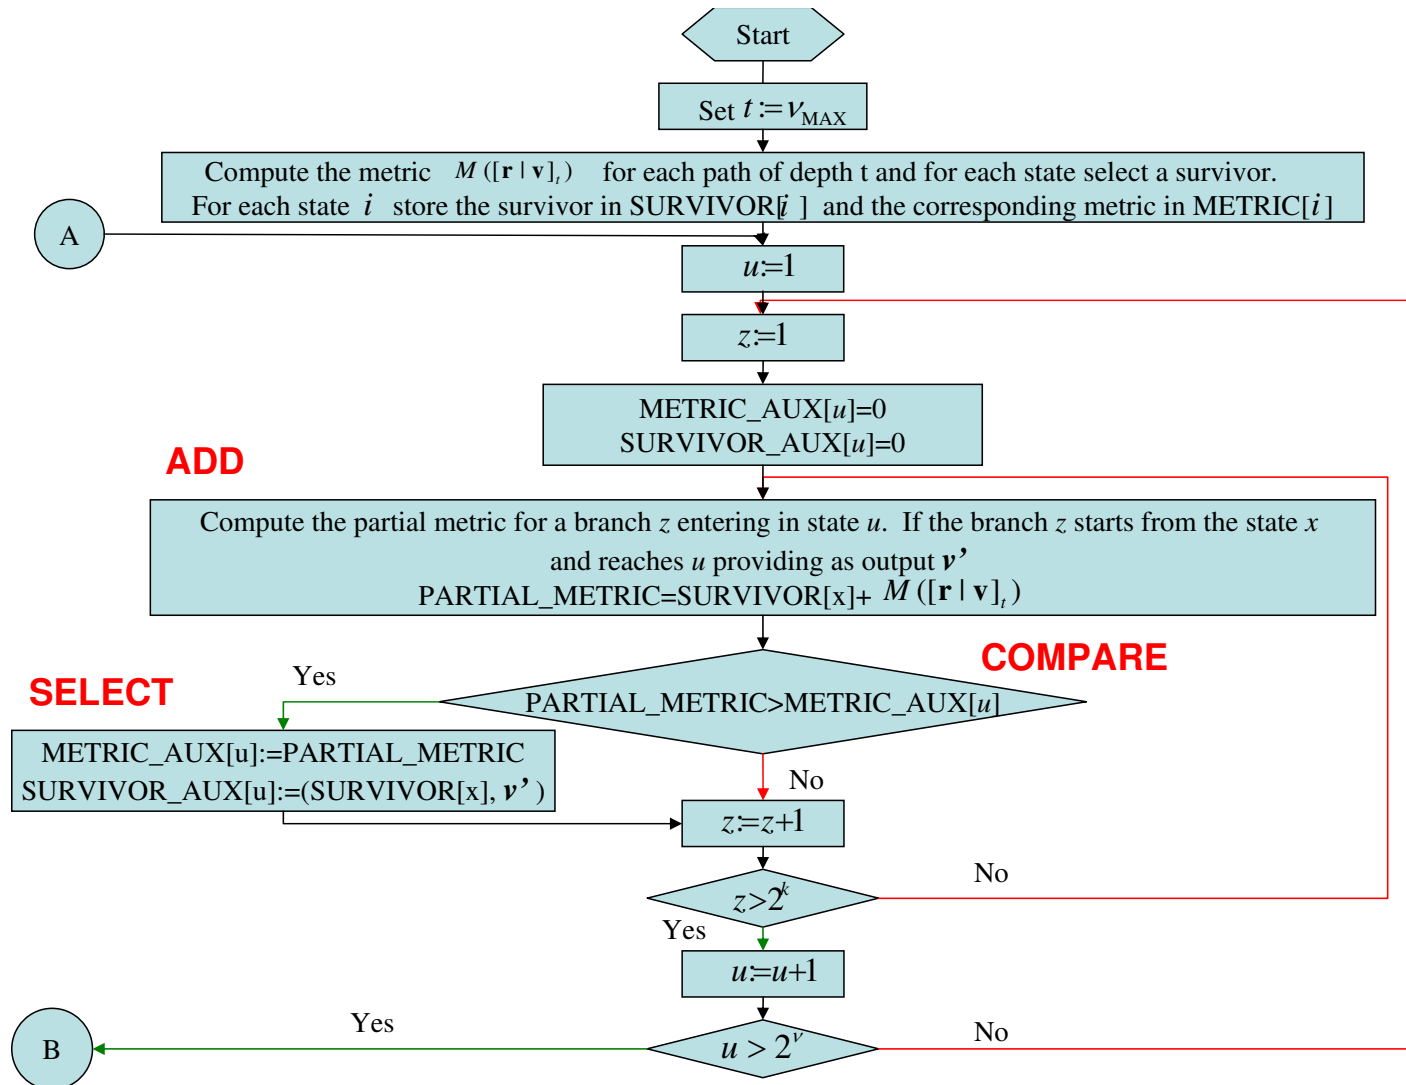 Start
Set t:=ν_MAX
Compute the metric M([r | v]_t) for each path of depth t and for each state select a survivor.
For each state i store the survivor in SURVIVOR[i ] and the corresponding metric in METRIC[i]
A
u:=1
z:=1
METRIC_AUX[u]=0
SURVIVOR_AUX[u]=0
ADD
Compute the partial metric for a branch z entering in state u. If the branch z starts from the state x
and reaches u providing as output v’
PARTIAL_METRIC=SURVIVOR[x]+ M([r | v]_t)
COMPARE
Yes
SELECT
PARTIAL_METRIC>METRIC_AUX[u]
METRIC_AUX[u]:=PARTIAL_METRIC
SURVIVOR_AUX[u]:=(SURVIVOR[x], v’ )
No
z:=z+1
No
z>2^k
Yes
u:=u+1
Yes
No
B
u > 2^ν